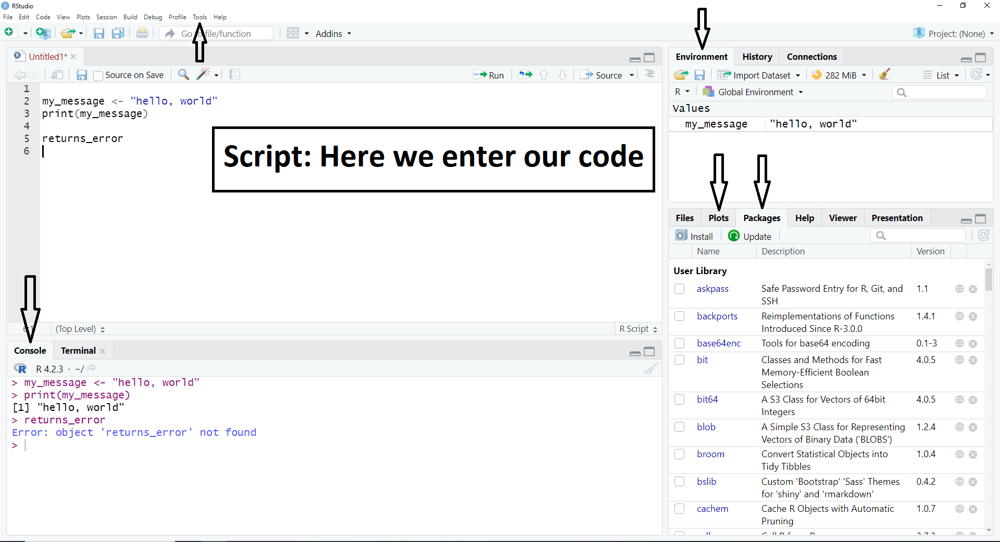 RStudio
File Edit Code View Plots Session Build Debug Profile Tools Help
Go file/function
Addins
Project: (None)
Untitled1*
Source on Save
Run
Source
1
2 my_message <- "hello, world"
3 print(my_message)
4
5 returns_error
6
Script: Here we enter our code
(Top Level)
R Script
Console Terminal
R 4.2.3 · ~/
> my_message <- "hello, world"
> print(my_message)
[1] "hello, world"
> returns_error
Error: object 'returns_error' not found
>
Environment History Connections
Import Dataset 282 MiB List
R Global Environment
Values
my_message "hello, world"
Files Plots Packages Help Viewer Presentation
Install Update
Name Description Version
User Library
askpass Safe Password Entry for R, Git, and 1.1
SSH
backports Reimplementations of Functions 1.4.1
Introduced Since R-3.0.0
base64enc Tools for base64 encoding 0.1-3
bit Classes and Methods for Fast 4.0.5
Memory-Efficient Boolean
Selections
bit64 A S3 Class for Vectors of 64bit 4.0.5
Integers
blob A Simple S3 Class for Representing 1.2.4
Vectors of Binary Data ('BLOBS')
broom Convert Statistical Objects into 1.0.4
Tidy Tibbles
bslib Custom 'Bootstrap' 'Sass' Themes 0.4.2
for 'shiny' and 'rmarkdown'
cachem Cache R Objects with Automatic 1.0.7
Pruning